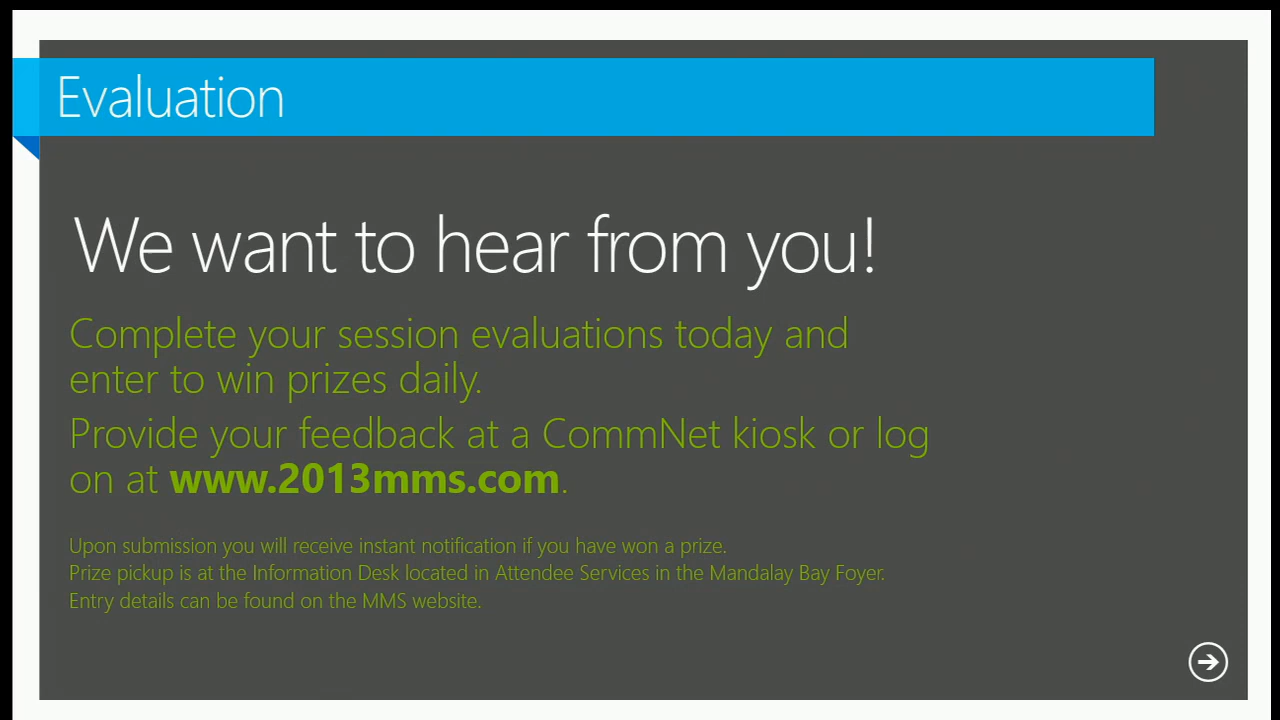 Evaluation
We want to hear from you!
Complete your session evaluations today and
enter to win prizes daily.
Provide your feedback at a CommNet kiosk or log
on at www.2013mms.com.
Upon submission you will receive instant notification if you have won a prize.
Prize pickup is at the Information Desk located in Attendee Services in the Mandalay Bay Foyer.
Entry details can be found on the MMS website.